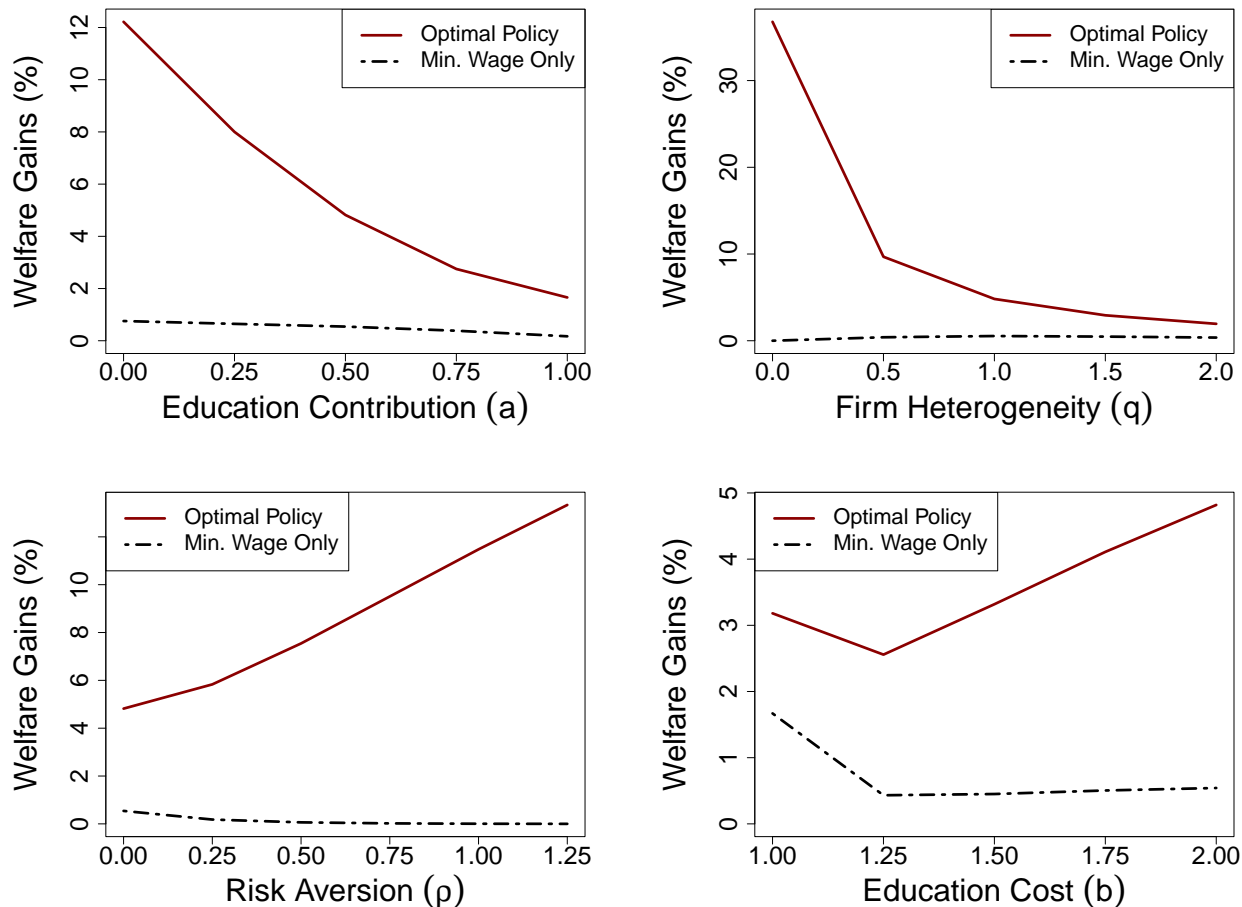 Optimal Policy
Min. Wage Only
Welfare Gains (%)
0 2 4 6 8 10 12
0.00 0.25 0.50 0.75 1.00
Education Contribution (a)
Optimal Policy
Min. Wage Only
Welfare Gains (%)
0 10 20 30
0.0 0.5 1.0 1.5 2.0
Firm Heterogeneity (q)
Optimal Policy
Min. Wage Only
Welfare Gains (%)
0 2 4 6 8 10
0.00 0.25 0.50 0.75 1.00 1.25
Risk Aversion (ρ)
Optimal Policy
Min. Wage Only
Welfare Gains (%)
0 1 2 3 4 5
1.00 1.25 1.50 1.75 2.00
Education Cost (b)